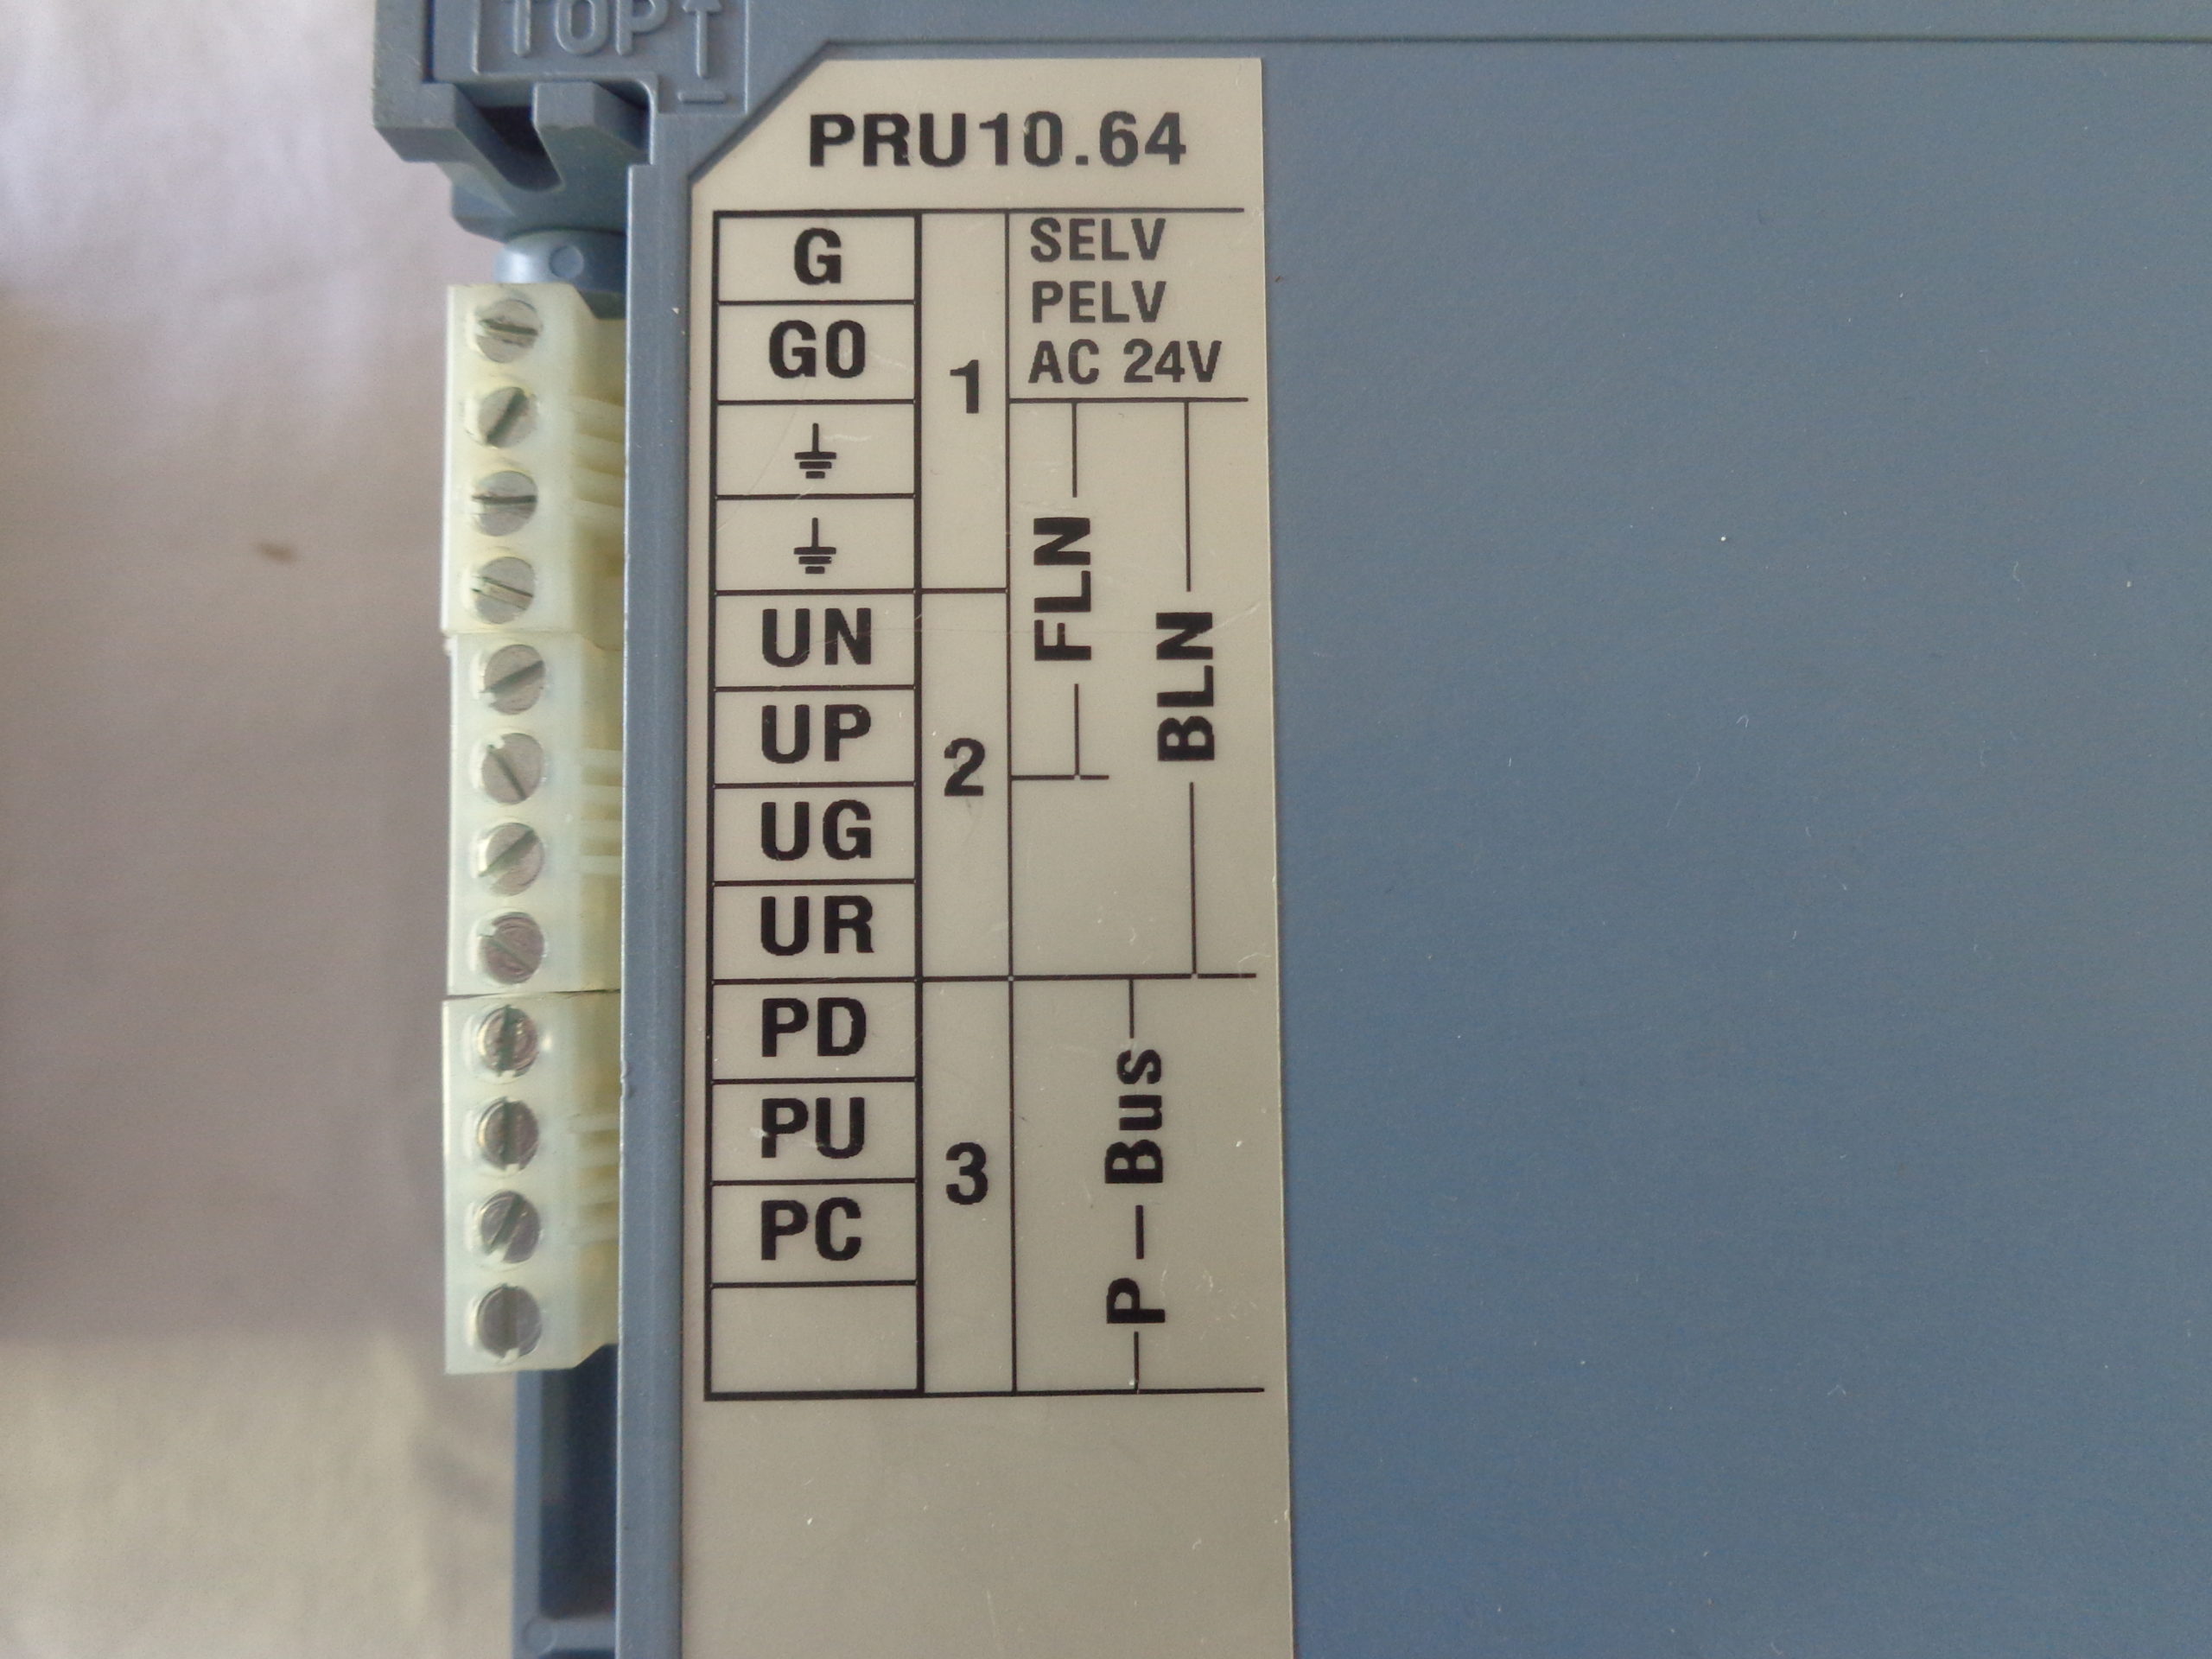 TOP
PRU10.64
G
G0
UN
UP
UG
UR
PD
PU
PC
1
2
3
SELV
PELV
AC 24V
FLN
BLN
P - Bus